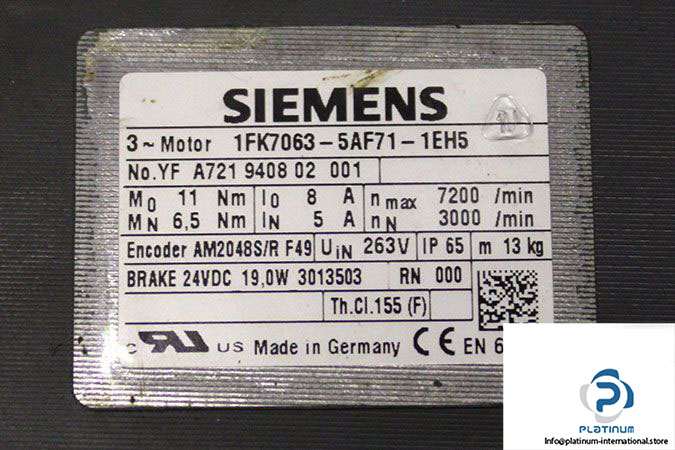 SIEMENS
3~Motor 1FK7063-5AF71-1EH5
No.YF A721 9408 02 001
M0 11 Nm I0 8 A n max 7200 /min
MN 6,5 Nm IN 5 A nN 3000 /min
Encoder AM2048S/R F49 UIN 263V IP 65 m 13 kg
BRAKE 24VDC 19,0W 3013503 RN 000
Th.Cl.155 (F)
c RU US Made in Germany CE EN 6
PLATINUM
Info@platinum-international.store